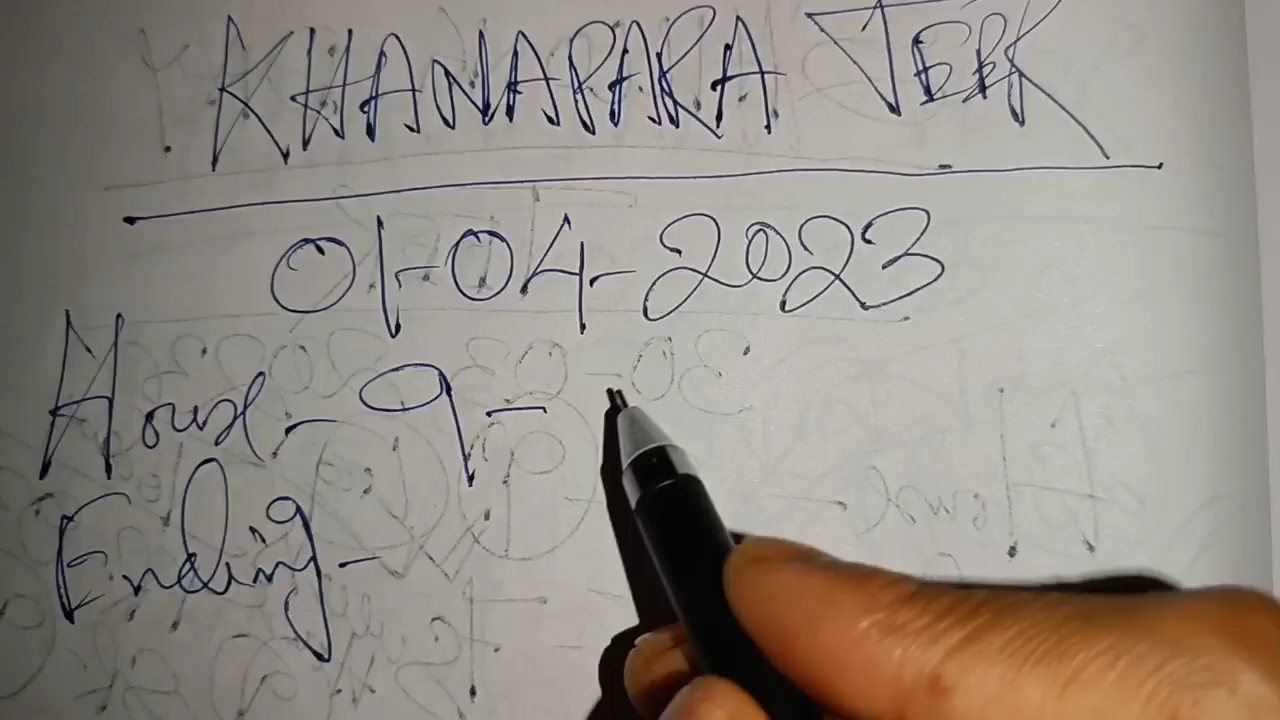 KHANAPARA TEER
01-04-2023
House - 9 -
Ending -